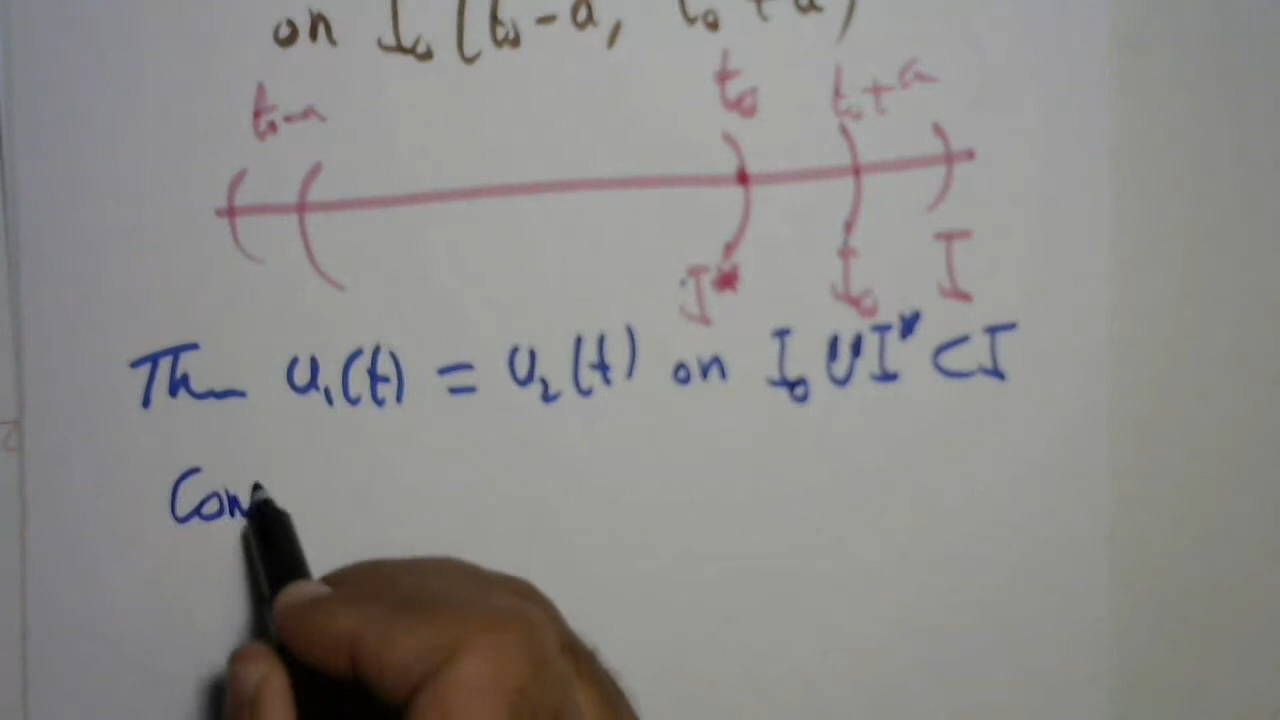 on I₀ (t₀-a, t₀+a)
t₀-a t₀ t₀+a
I* I₀ I
Then u₁(t) = u₂(t) on I₀ ∪ I* ⊂ I
Con